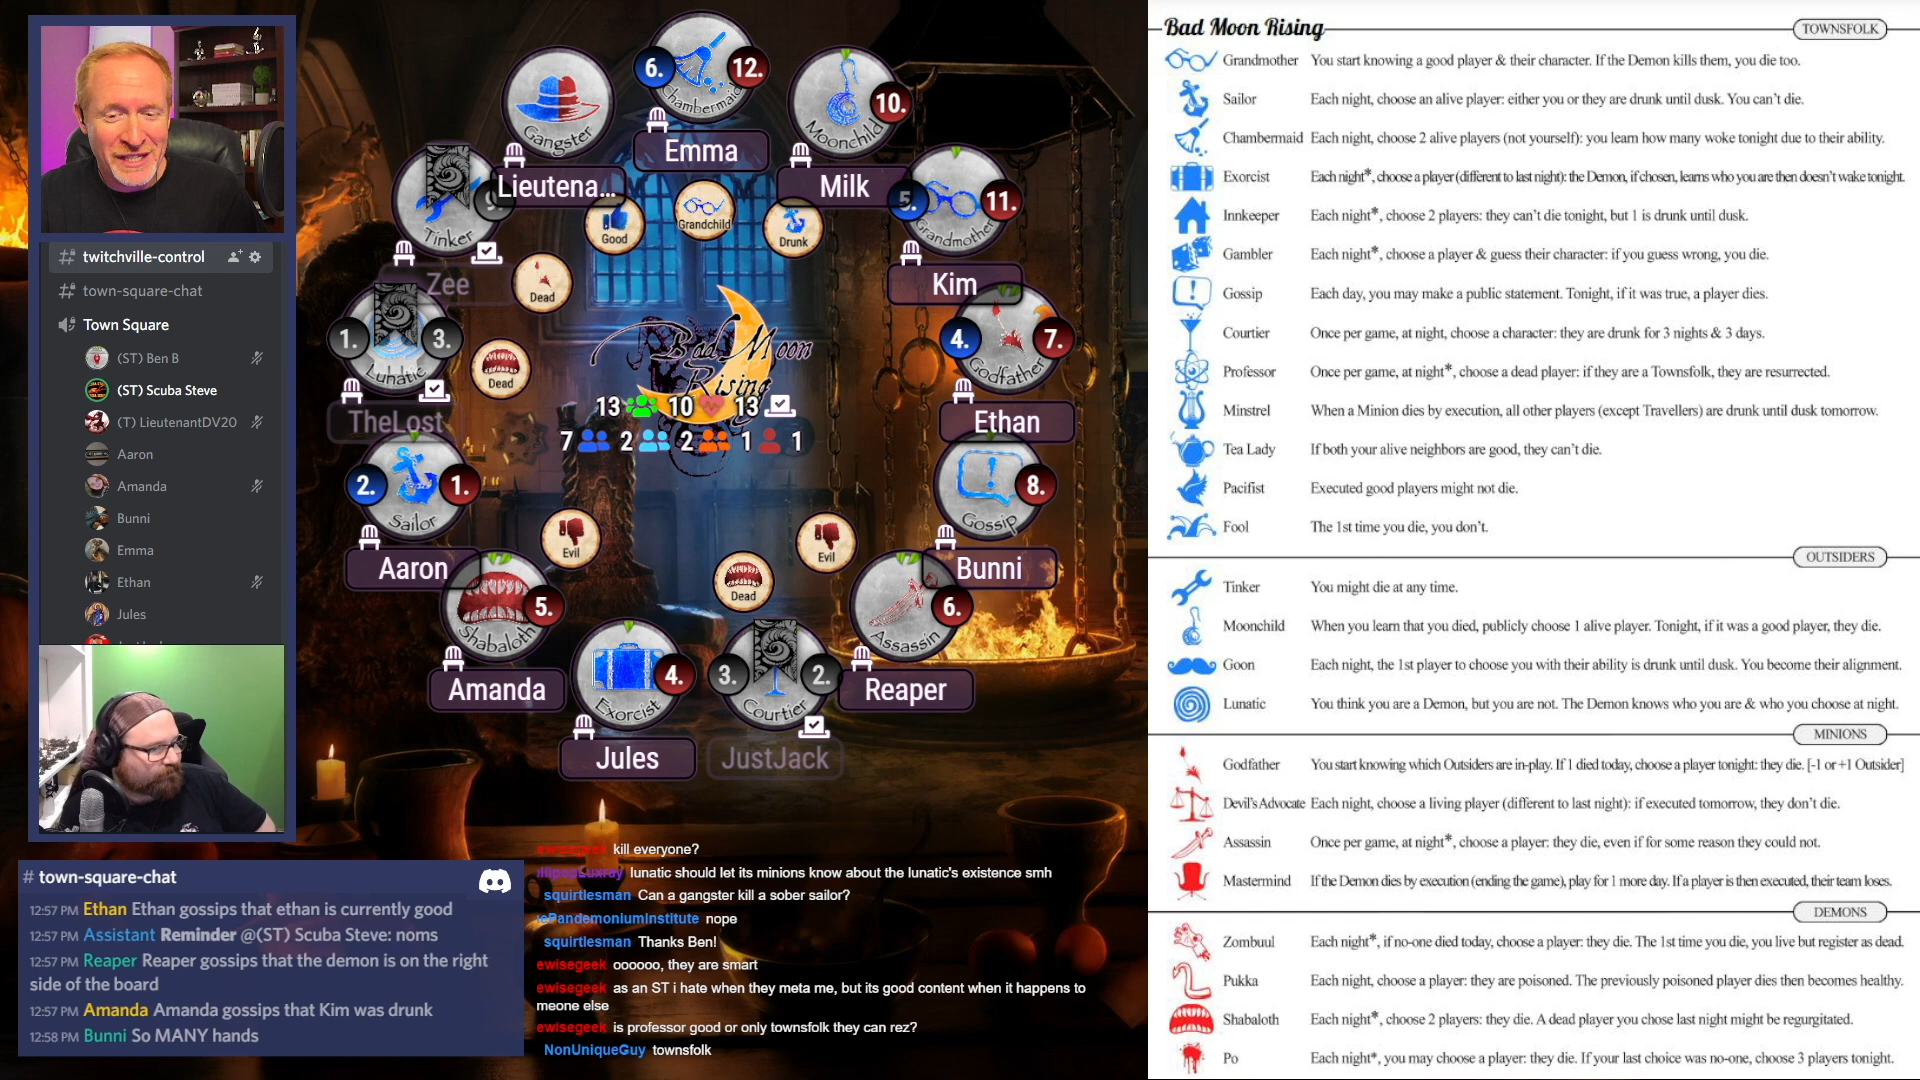 twitchville-control
town-square-chat
Town Square
(ST) Ben B
(ST) Scuba Steve
(T) LieutenantDV20
Aaron
Amanda
Bunni
Emma
Ethan
Jules
# town-square-chat
12:57 PM Ethan Ethan gossips that ethan is currently good
12:57 PM Assistant Reminder @(ST) Scuba Steve: noms
12:57 PM Reaper Reaper gossips that the demon is on the right
side of the board
12:57 PM Amanda Amanda gossips that Kim was drunk
12:58 PM Bunni So MANY hands
6. Chambermaid 12.
Emma
Gangster
Lieutena...
Moonchild 10.
Milk
Tinker 9.
Zee
5. Grandmother 11.
Kim
Good
Grandchild
Drunk
Dead
1. Lunatic 3.
TheLost
Dead
Bad Moon
Rising
4. Godfather 7.
Ethan
13 10 13
7 2 2 1 1
2. Sailor 1.
Aaron
Gossip 8.
Bunni
Evil
Evil
Dead
Shabaloth 5.
Amanda
Exorcist 4.
Jules
3. Courtier 2.
JustJack
Assassin 6.
Reaper
kill everyone?
lunatic should let its minions know about the lunatic's existence smh
squirtlesman Can a gangster kill a sober sailor?
ePandemoniumInstitute nope
squirtlesman Thanks Ben!
ewisegeek oooooo, they are smart
ewisegeek as an ST i hate when they meta me, but its good content when it happens to
meone else
ewisegeek is professor good or only townsfolk they can rez?
NonUniqueGuy townsfolk
Bad Moon Rising
TOWNSFOLK
Grandmother You start knowing a good player & their character. If the Demon kills them, you die too.
Sailor Each night, choose an alive player: either you or they are drunk until dusk. You can't die.
Chambermaid Each night, choose 2 alive players (not yourself): you learn how many woke tonight due to their ability.
Exorcist Each night*, choose a player (different to last night): the Demon, if chosen, learns who you are then doesn't wake tonight.
Innkeeper Each night*, choose 2 players: they can't die tonight, but 1 is drunk until dusk.
Gambler Each night*, choose a player & guess their character: if you guess wrong, you die.
Gossip Each day, you may make a public statement. Tonight, if it was true, a player dies.
Courtier Once per game, at night, choose a character: they are drunk for 3 nights & 3 days.
Professor Once per game, at night*, choose a dead player: if they are a Townsfolk, they are resurrected.
Minstrel When a Minion dies by execution, all other players (except Travellers) are drunk until dusk tomorrow.
Tea Lady If both your alive neighbors are good, they can't die.
Pacifist Executed good players might not die.
Fool The 1st time you die, you don't.
OUTSIDERS
Tinker You might die at any time.
Moonchild When you learn that you died, publicly choose 1 alive player. Tonight, if it was a good player, they die.
Goon Each night, the 1st player to choose you with their ability is drunk until dusk. You become their alignment.
Lunatic You think you are a Demon, but you are not. The Demon knows who you are & who you choose at night.
MINIONS
Godfather You start knowing which Outsiders are in-play. If 1 died today, choose a player tonight: they die. [-1 or +1 Outsider]
Devil's Advocate Each night, choose a living player (different to last night): if executed tomorrow, they don't die.
Assassin Once per game, at night*, choose a player: they die, even if for some reason they could not.
Mastermind If the Demon dies by execution (ending the game), play for 1 more day. If a player is then executed, their team loses.
DEMONS
Zombuul Each night*, if no-one died today, choose a player: they die. The 1st time you die, you live but register as dead.
Pukka Each night, choose a player: they are poisoned. The previously poisoned player dies then becomes healthy.
Shabaloth Each night*, choose 2 players: they die. A dead player you chose last night might be regurgitated.
Po Each night*, you may choose a player: they die. If your last choice was no-one, choose 3 players tonight.